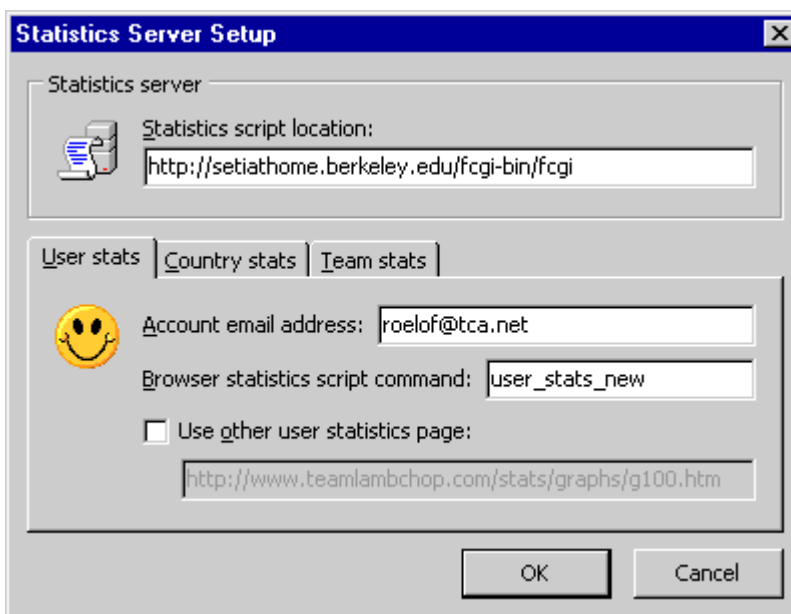 Statistics Server Setup
Statistics server
Statistics script location:
http://setiathome.berkeley.edu/fcgi-bin/fcgi
User stats Country stats Team stats
Account email address: roelof@tca.net
Browser statistics script command: user_stats_new
Use other user statistics page:
http://www.teamlambchop.com/stats/graphs/g100.htm
OK Cancel